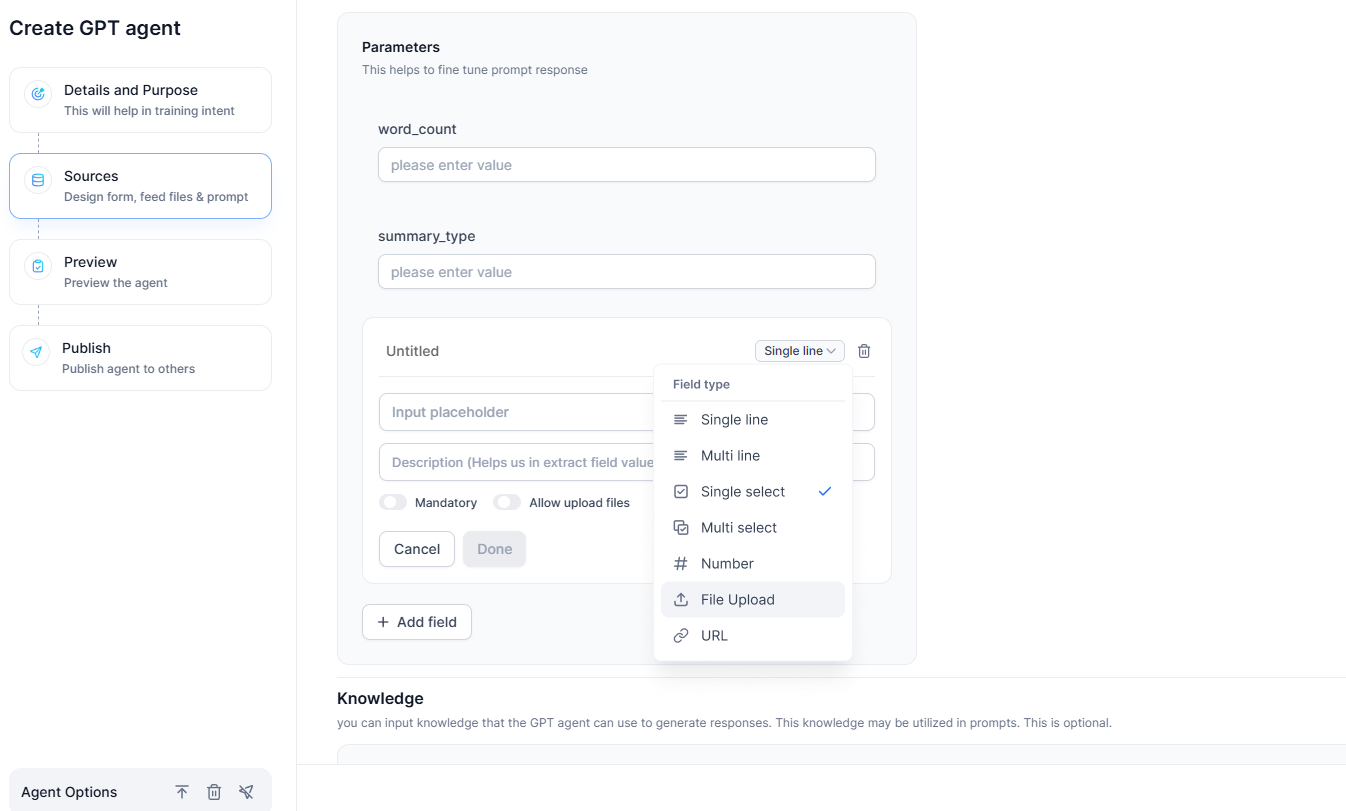 Create GPT agent
Details and Purpose
This will help in training intent
Sources
Design form, feed files & prompt
Preview
Preview the agent
Publish
Publish agent to others
Agent Options
Parameters
This helps to fine tune prompt response
word_count
please enter value
summary_type
please enter value
Untitled
Single line
Input placeholder
Description (Helps us in extract field value
Mandatory
Allow upload files
Cancel
Done
Field type
Single line
Multi line
Single select
Multi select
Number
File Upload
URL
Add field
Knowledge
you can input knowledge that the GPT agent can use to generate responses. This knowledge may be utilized in prompts. This is optional.